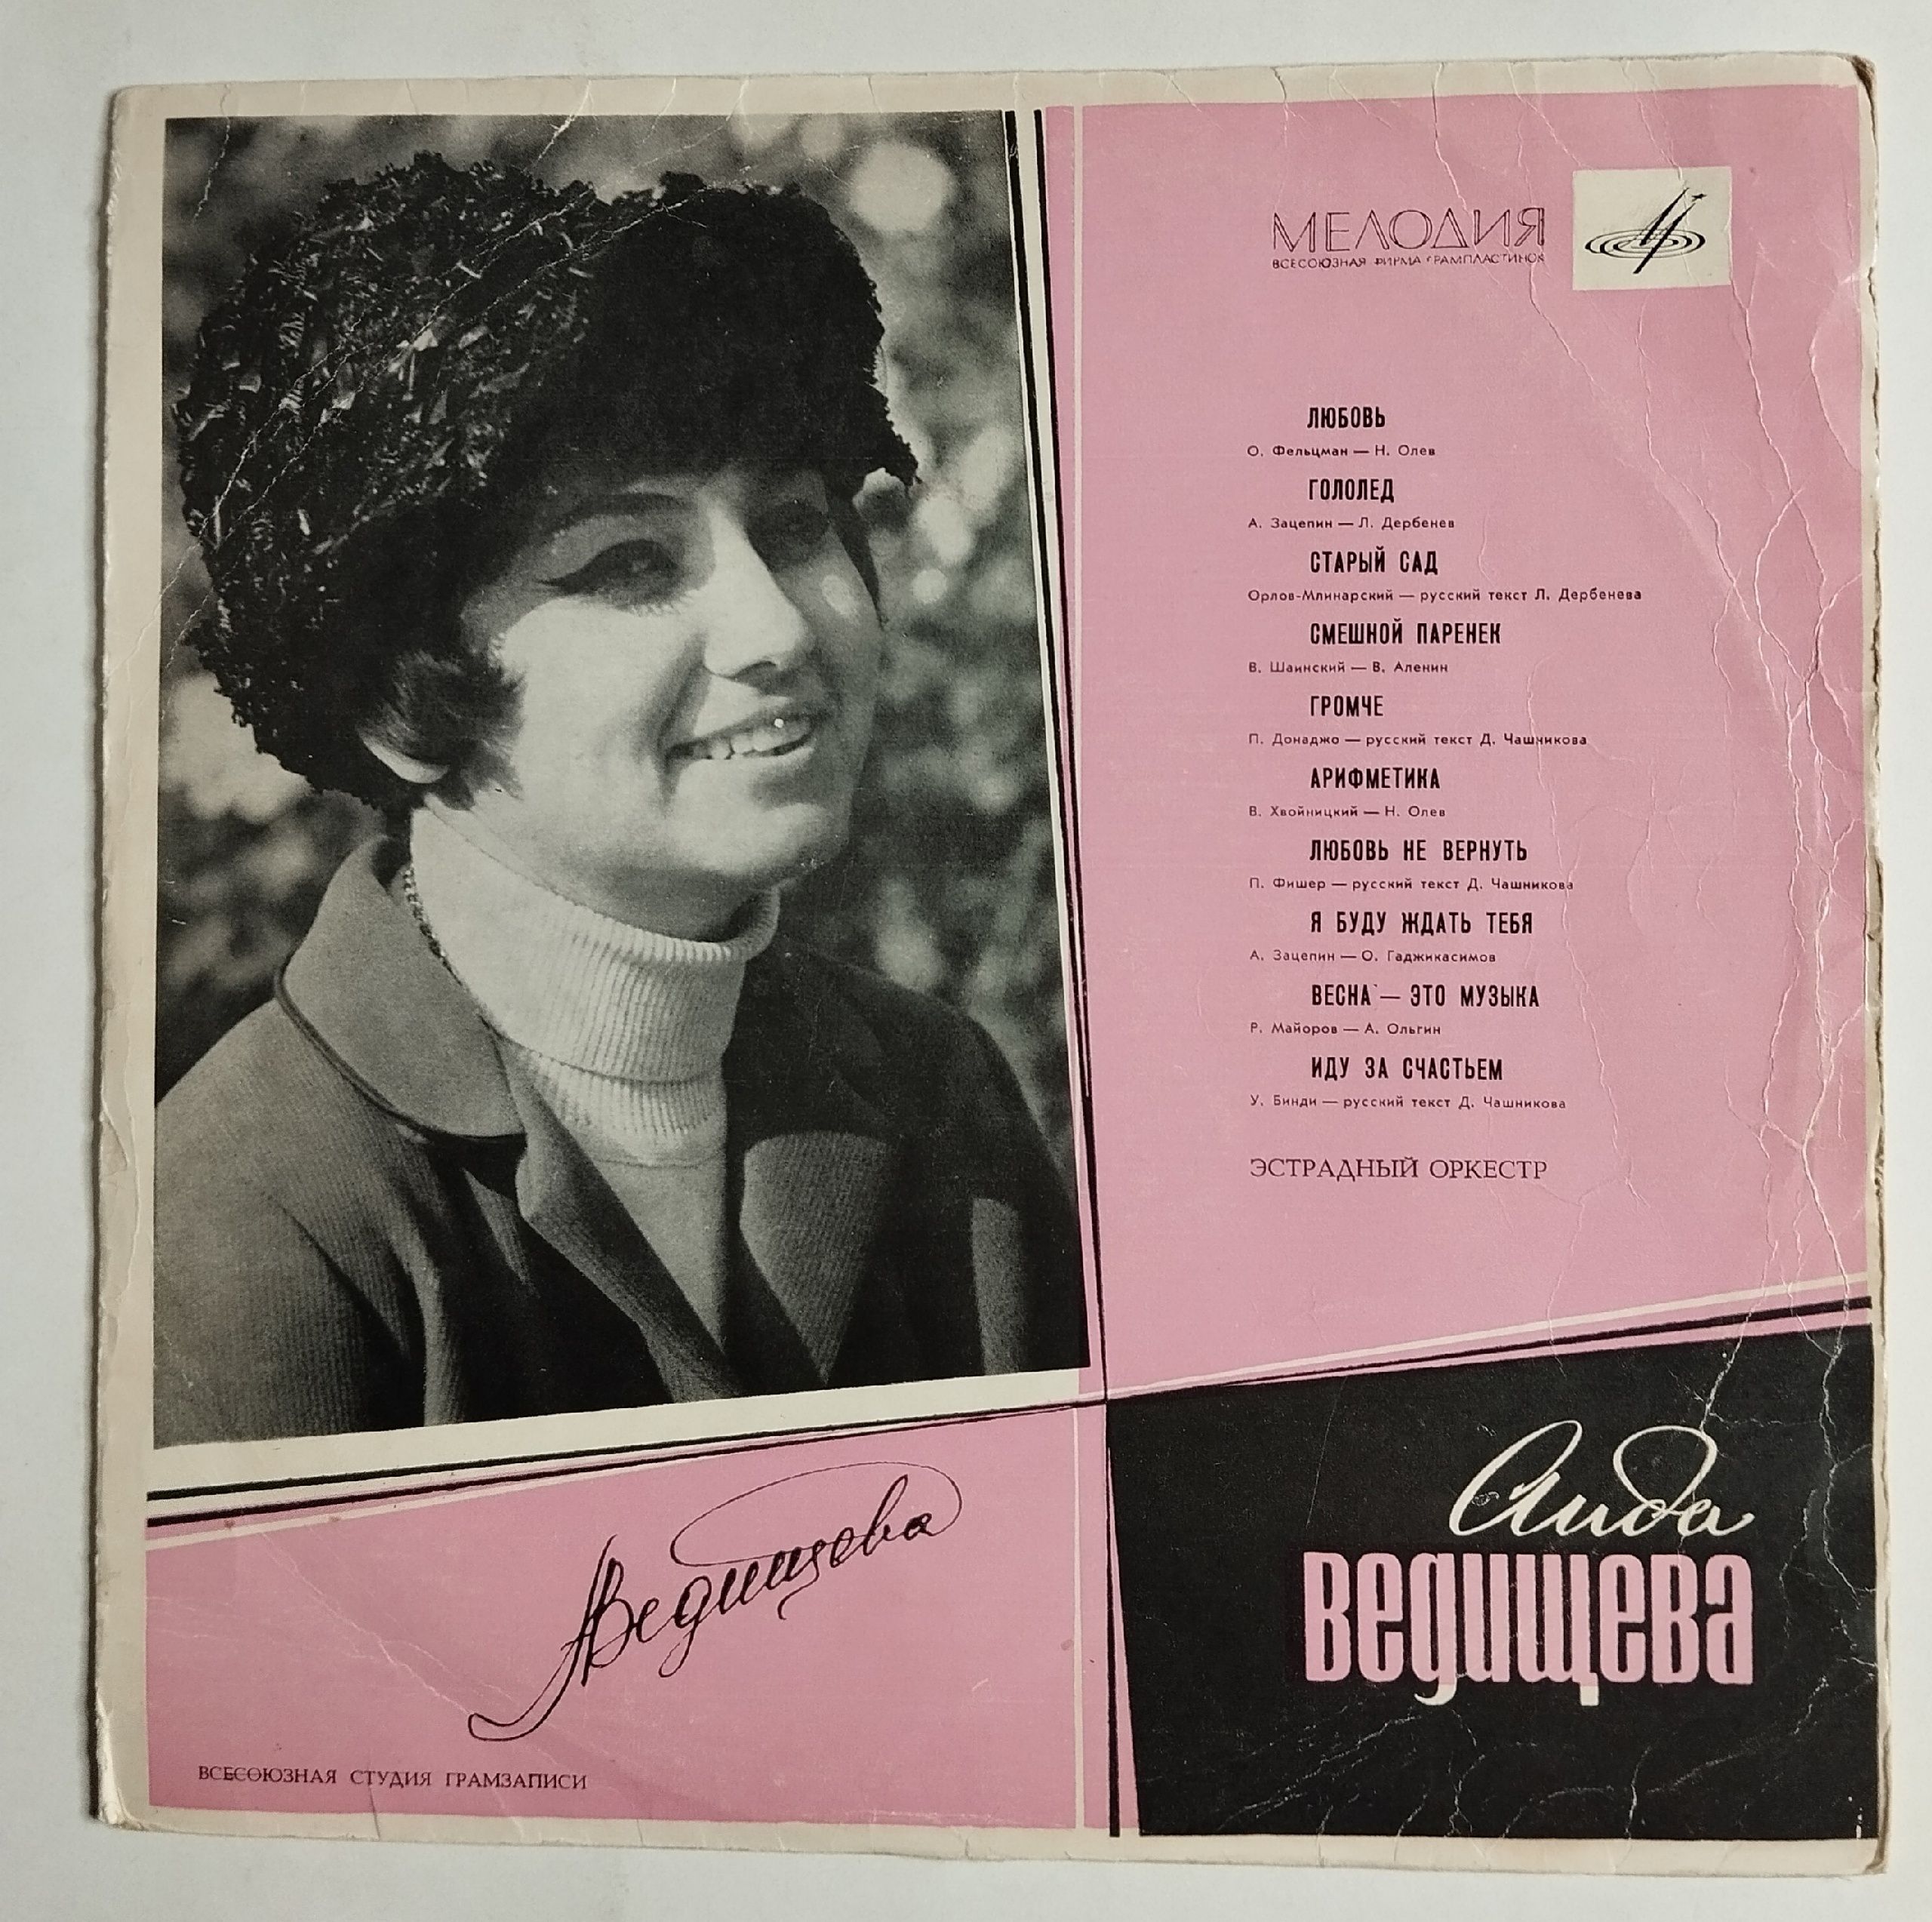 МЕЛОДИЯ
ВСЕСОЮЗНАЯ ФИРМА ГРАМПЛАСТИНОК
ЛЮБОВЬ
О. Фельцман — Н. Олев
ГОЛОЛЕД
А. Зацепин — Л. Дербенев
СТАРЫЙ САД
Орлов-Млинарский — русский текст Л. Дербенева
СМЕШНОЙ ПАРЕНЕК
В. Шаинский — В. Аленин
ГРОМЧЕ
П. Донаджо — русский текст Д. Чашникова
АРИФМЕТИКА
В. Хвойницкий — Н. Олев
ЛЮБОВЬ НЕ ВЕРНУТЬ
П. Фишер — русский текст Д. Чашникова
Я БУДУ ЖДАТЬ ТЕБЯ
А. Зацепин — О. Гаджикасимов
ВЕСНА — ЭТО МУЗЫКА
Р. Майоров — А. Ольгин
ИДУ ЗА СЧАСТЬЕМ
У. Бинди — русский текст Д. Чашникова
ЭСТРАДНЫЙ ОРКЕСТР
Аида
ВЕДИЩЕВА
АВедищева
ВСЕСОЮЗНАЯ СТУДИЯ ГРАМЗАПИСИ